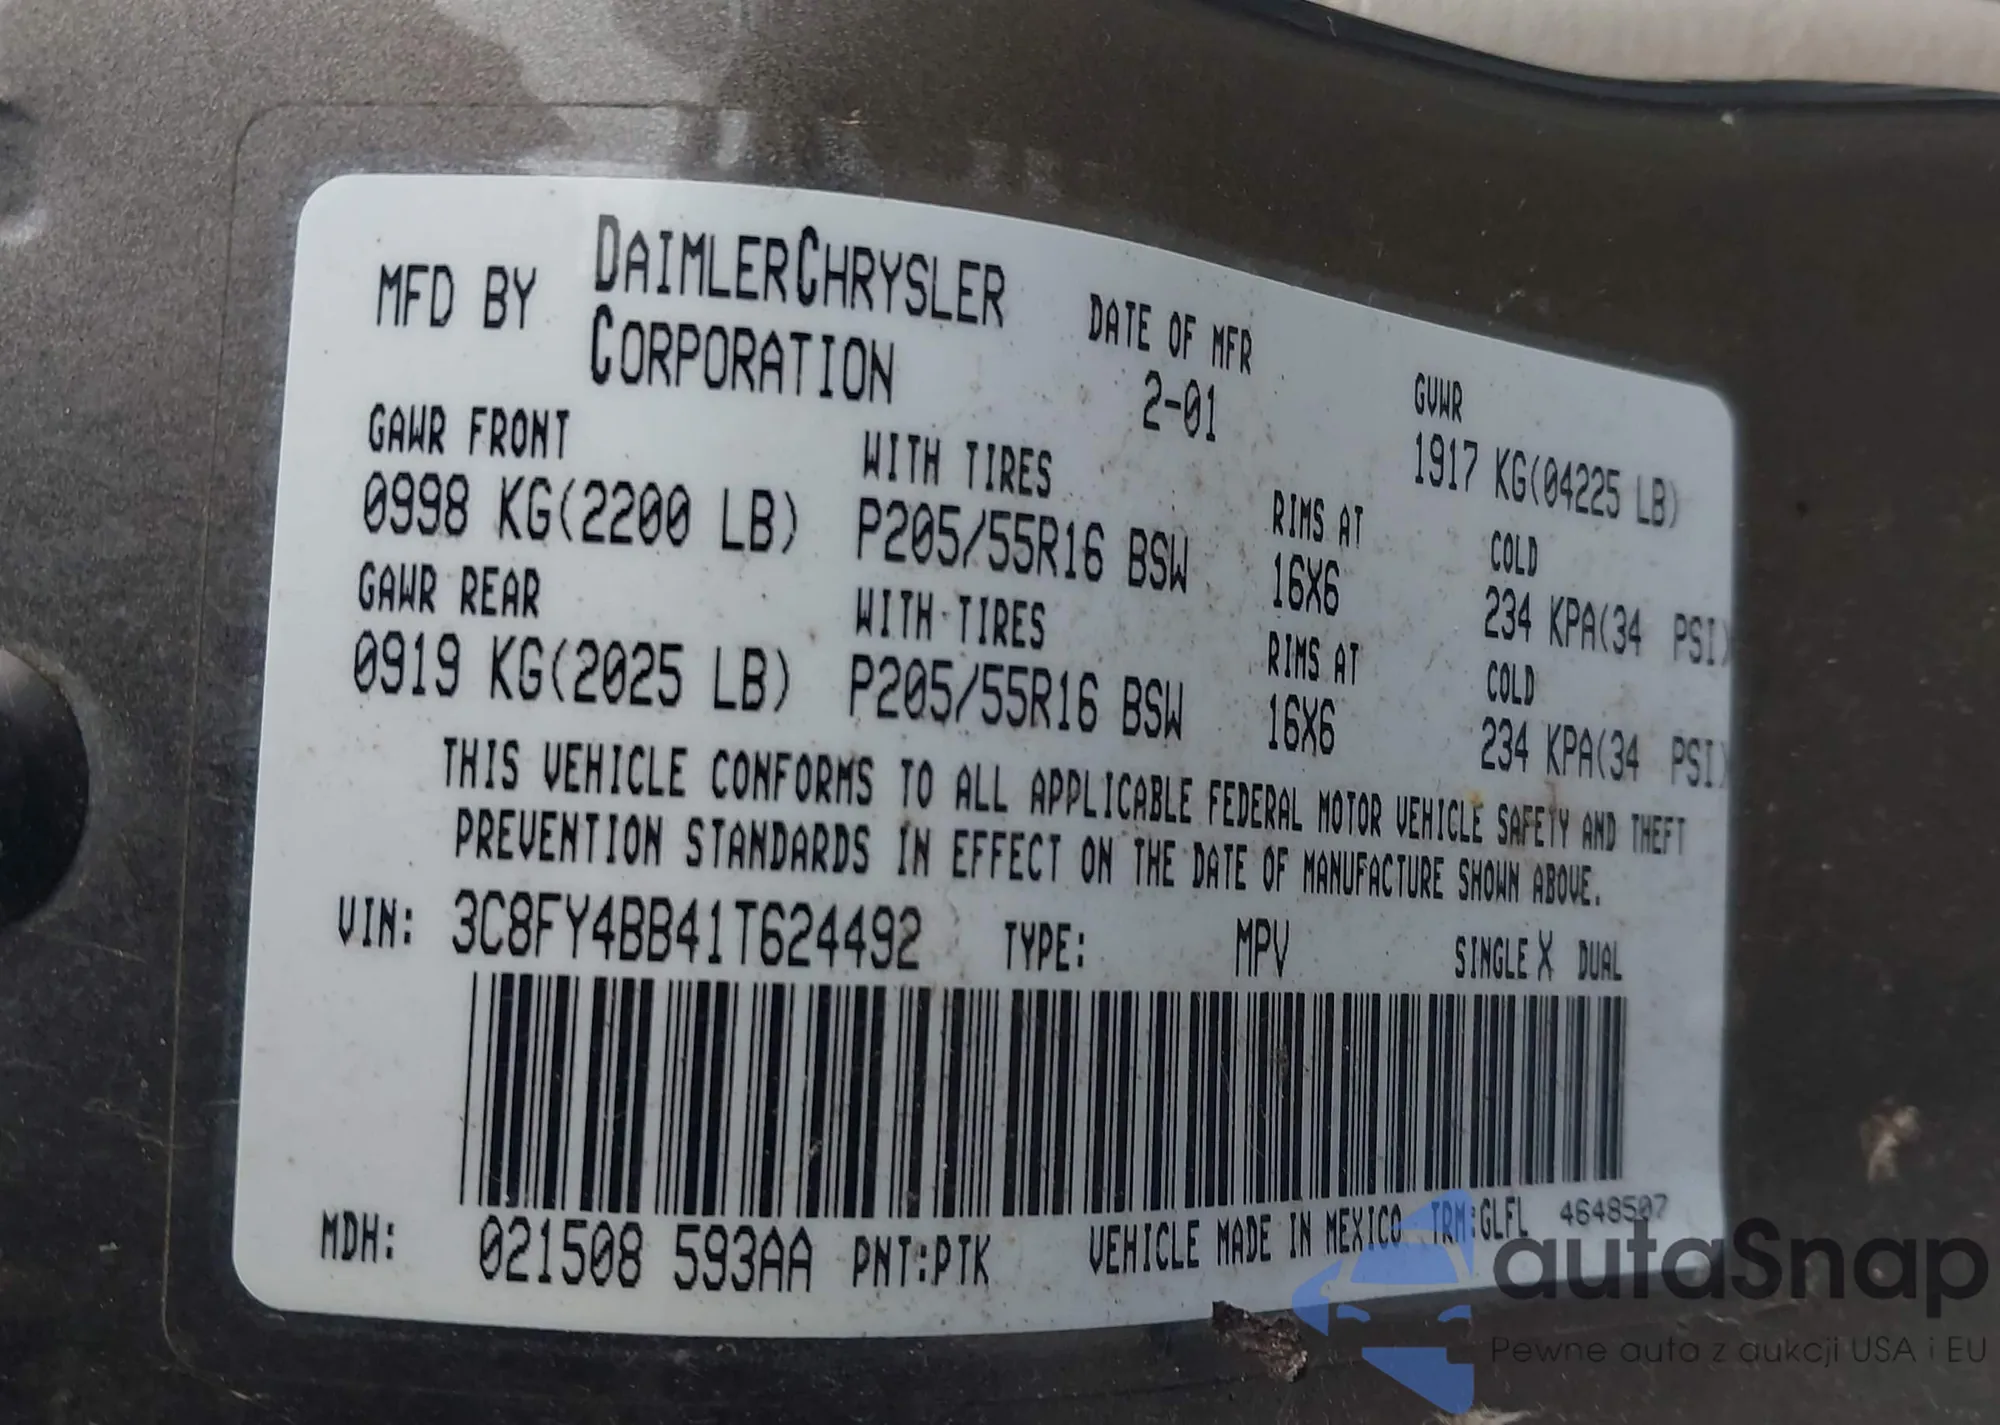 MFD BY DAIMLERCHRYSLER CORPORATION
DATE OF MFR 2-01
GVWR 1917 KG(04225 LB)
GAWR FRONT WITH TIRES RIMS AT COLD
0998 KG(2200 LB) P205/55R16 BSW 16X6 234 KPA(34 PSI)
GAWR REAR WITH TIRES RIMS AT COLD
0919 KG(2025 LB) P205/55R16 BSW 16X6 234 KPA(34 PSI)
THIS VEHICLE CONFORMS TO ALL APPLICABLE FEDERAL MOTOR VEHICLE SAFETY AND THEFT
PREVENTION STANDARDS IN EFFECT ON THE DATE OF MANUFACTURE SHOWN ABOVE.
VIN: 3C8FY4BB41T624492 TYPE: MPV SINGLE X DUAL
MDH: 021508 593AA PNT:PTK VEHICLE MADE IN MEXICO TRM:GLFL 4648507
autaSnap
Pewne auta z aukcji USA i EU